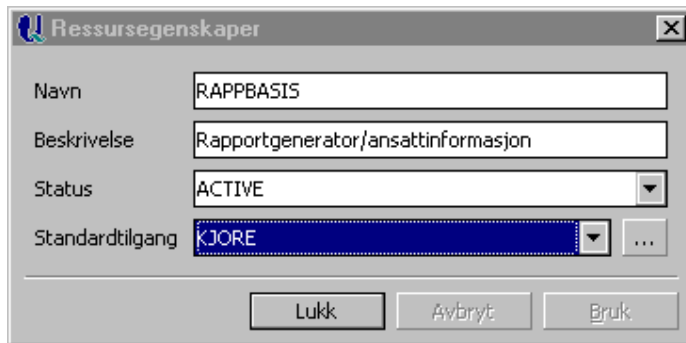 Ressursegenskaper
Navn RAPPBASIS
Beskrivelse Rapportgenerator/ansattinformasjon
Status ACTIVE
Standardtilgang KJORE ...
Lukk Avbryt Bruk